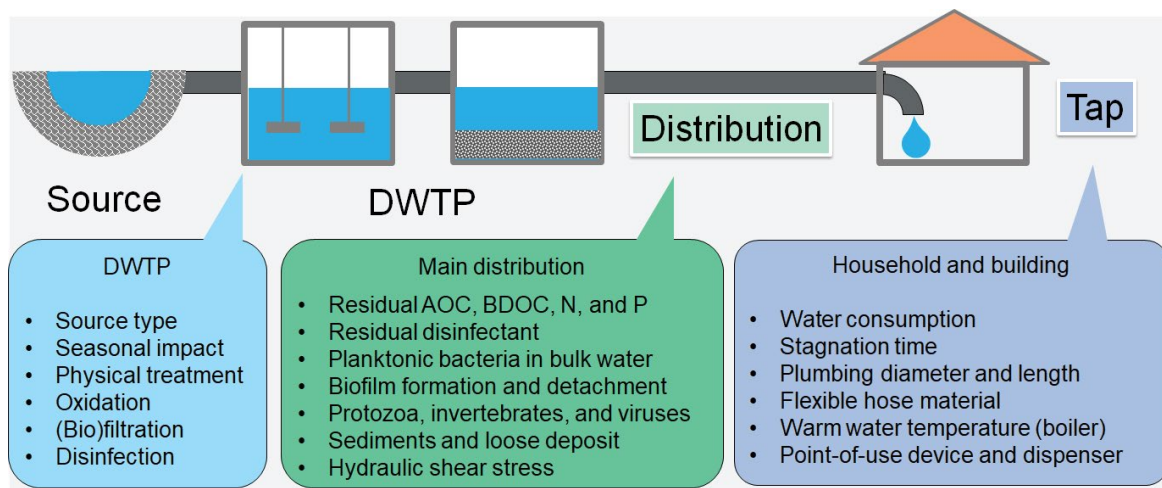 Source
DWTP
Distribution
Tap
DWTP
• Source type
• Seasonal impact
• Physical treatment
• Oxidation
• (Bio)filtration
• Disinfection
Main distribution
• Residual AOC, BDOC, N, and P
• Residual disinfectant
• Planktonic bacteria in bulk water
• Biofilm formation and detachment
• Protozoa, invertebrates, and viruses
• Sediments and loose deposit
• Hydraulic shear stress
Household and building
• Water consumption
• Stagnation time
• Plumbing diameter and length
• Flexible hose material
• Warm water temperature (boiler)
• Point-of-use device and dispenser